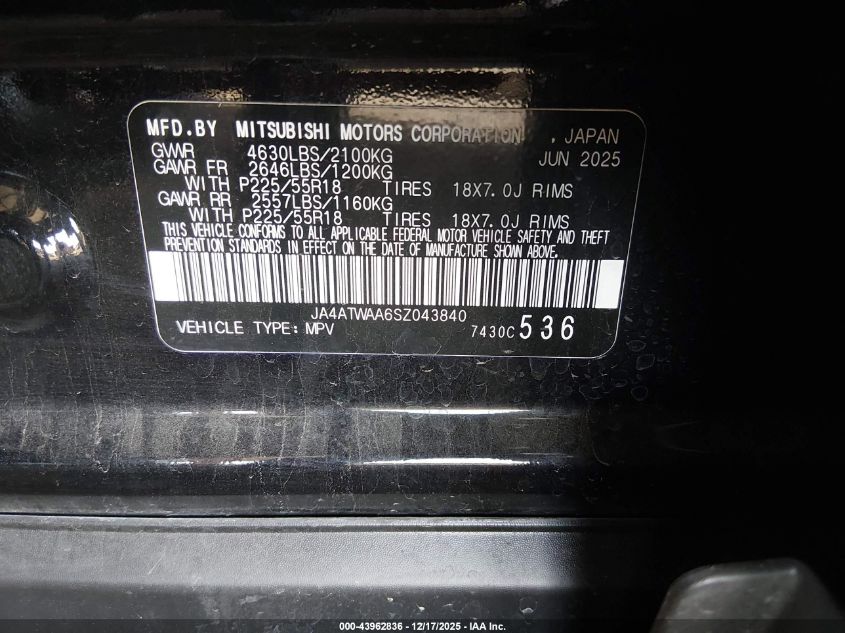 MFD.BY MITSUBISHI MOTORS CORPORATION , JAPAN
GVWR 4630LBS/2100KG JUN 2025
GAWR FR 2646LBS/1200KG
WITH P225/55R18 TIRES 18X7.0J RIMS
GAWR RR 2557LBS/1160KG
WITH P225/55R18 TIRES 18X7.0J RIMS
THIS VEHICLE CONFORMS TO ALL APPLICABLE FEDERAL MOTOR VEHICLE SAFETY AND THEFT
PREVENTION STANDARDS IN EFFECT ON THE DATE OF MANUFACTURE SHOWN ABOVE.
JA4ATWAA6SZ043840
VEHICLE TYPE: MPV 7430C 536
000-43962836 - 12/17/2025 - IAA Inc.